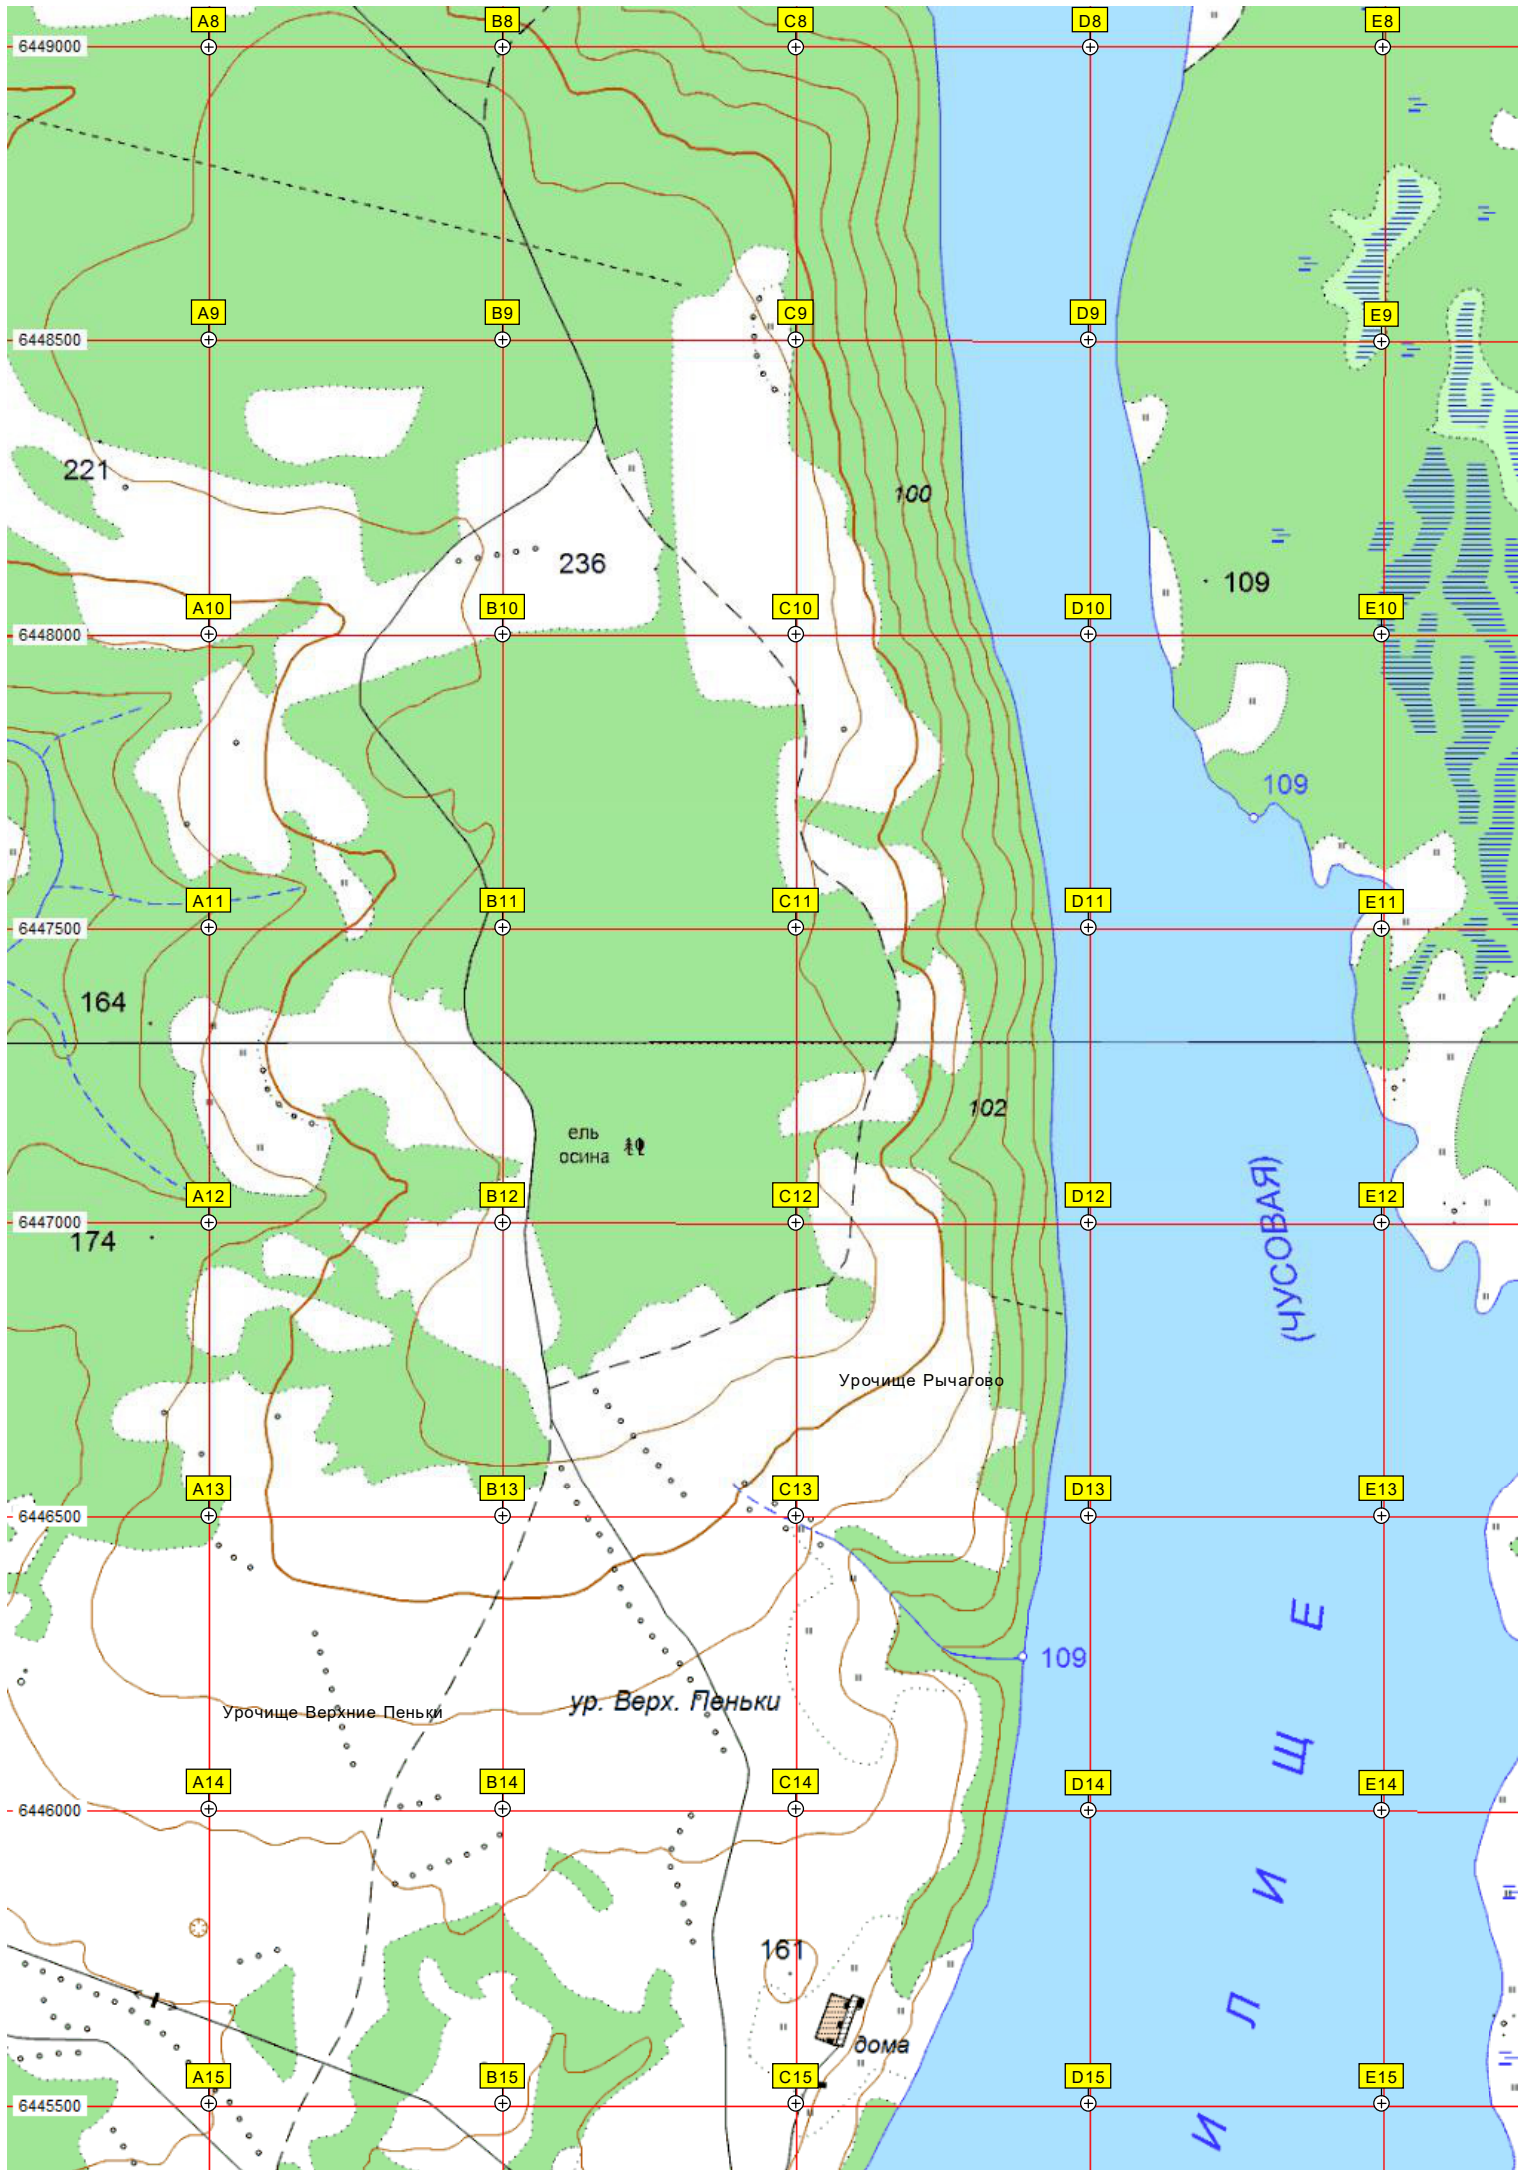 A8 B8 C8 D8 E8
6449000
A9 B9 C9 D9 E9
6448500
221
100
236
109
A10 B10 C10 D10 E10
6448000
109
A11 B11 C11 D11 E11
6447500
164
102
ель
осина
A12 B12 C12 D12 E12
6447000
174
(ЧУСОВАЯ)
Урочище Рычагово
A13 B13 C13 D13 E13
6446500
Е
109
ур. Верх. Пеньки
Урочище Верхние Пеньки
Щ
A14 B14 C14 D14 E14
6446000
И
161
Л
дома
A15 B15 C15 D15 E15
6445500
И